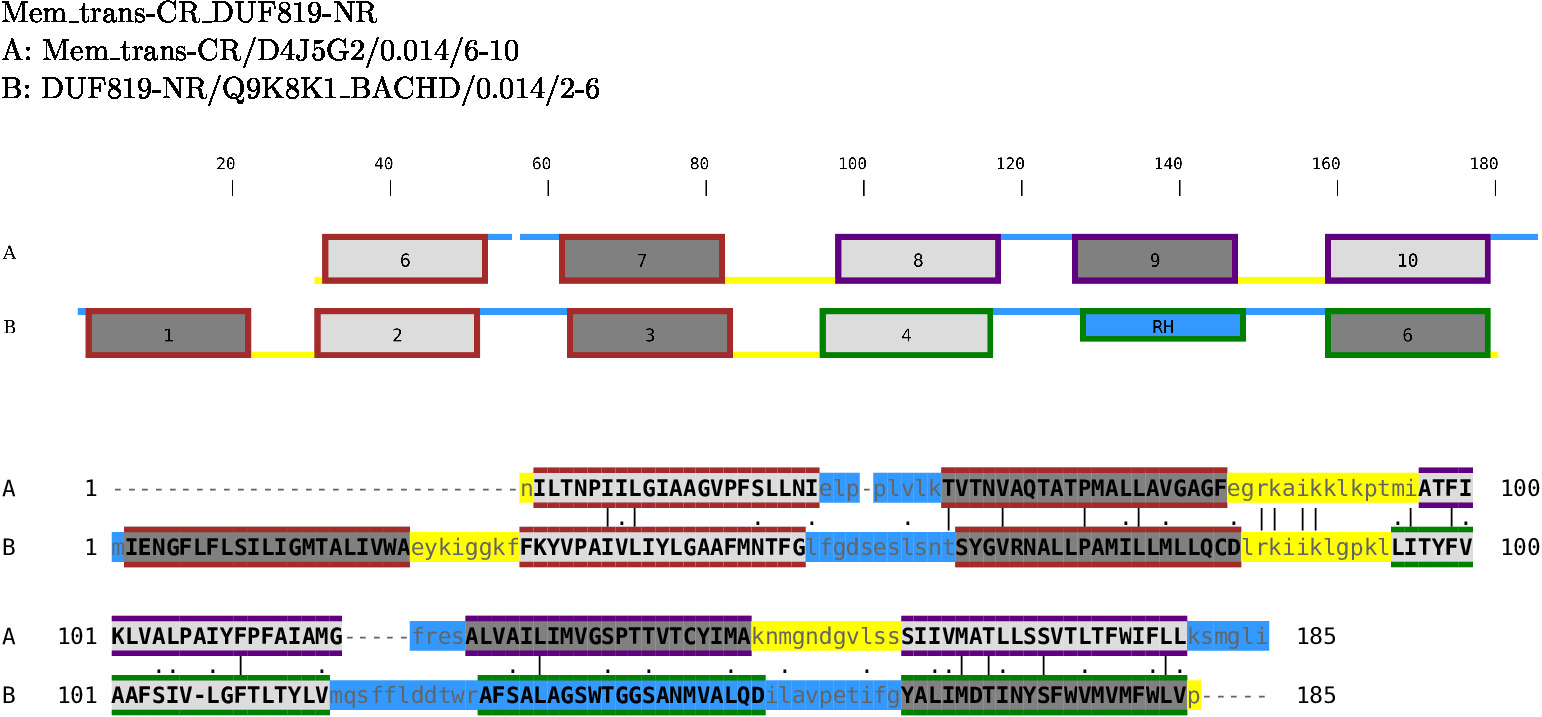 Mem_trans-CR_DUF819-NR
A: Mem_trans-CR/D4J5G2/0.014/6-10
B: DUF819-NR/Q9K8K1_BACHD/0.014/2-6
20 40 60 80 100 120 140 160 180
A 6 7 8 9 10
B 1 2 3 4 RH 6
A 1 ------------------------------nILTNPIILGIAAGVPFSLLNIelp-plvlkTVTNVAQTATPMALLAVGAGFegrkaikklkptmiATFI 100
B 1 mIENGFLFLSILIGMTALIVWAeykiggkfFKYVPAIVLIYLGAAFMNTFGlfgdseslsntSYGVRNALLPAMILLMLLQCDlrkiiklgpklLITYFV 100
A 101 KLVALPAIYFPFAIAMG-----fresALVAILIMVGSPTTVTCYIMAknmgndgvlssSIIVMATLLSSVTLTFWIFLLksmgli 185
B 101 AAFSIV-LGFTLTYLVmgsfflddtwrAFSALAGSWTGGSANMVALQDilavpetifgYALIMDTINYSFWVMVMFWLVp----- 185